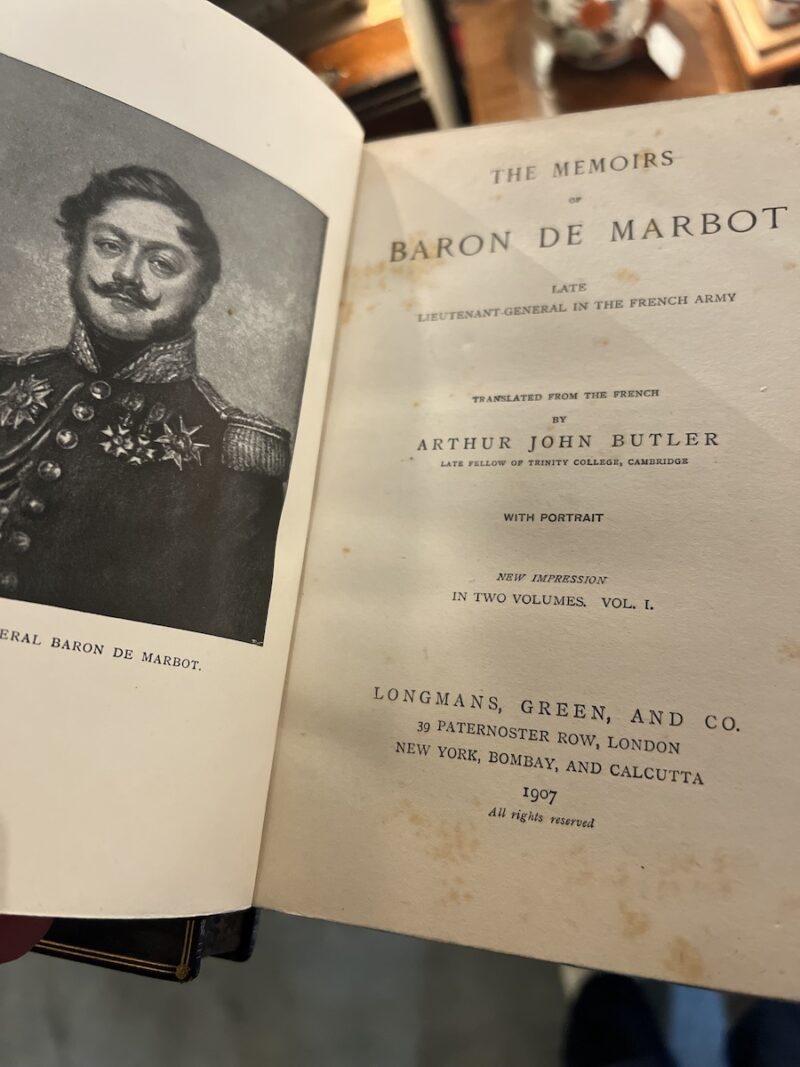 ERAL BARON DE MARBOT.
THE MEMOIRS
OF
BARON DE MARBOT
LATE
LIEUTENANT-GENERAL IN THE FRENCH ARMY
TRANSLATED FROM THE FRENCH
BY
ARTHUR JOHN BUTLER
LATE FELLOW OF TRINITY COLLEGE, CAMBRIDGE
WITH PORTRAIT
NEW IMPRESSION
IN TWO VOLUMES. VOL. I.
LONGMANS, GREEN, AND CO.
39 PATERNOSTER ROW, LONDON
NEW YORK, BOMBAY, AND CALCUTTA
1907
All rights reserved